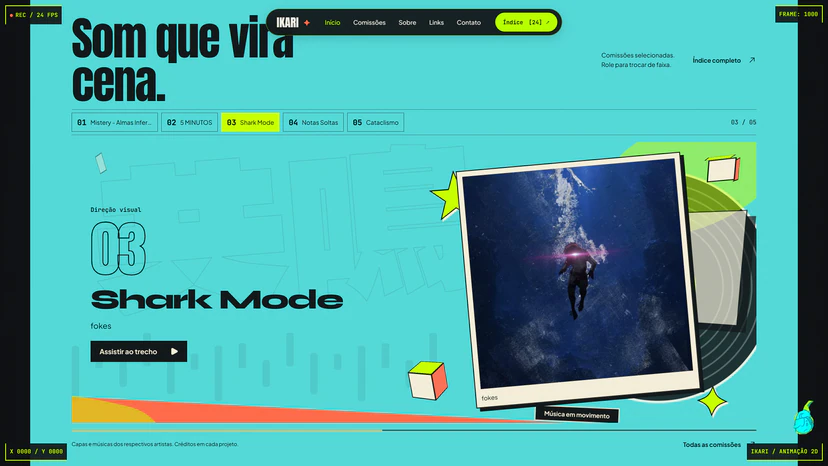 REC / 24 FPS
IKARI
Início
Comissões
Sobre
Links
Contato
Índice [24] ↗
FRAME: 1000
Som que vira
cena.
Comissões selecionadas.
Role para trocar de faixa.
Índice completo ↗
01 Mistery - Almas Infer...
02 5 MINUTOS
03 Shark Mode
04 Notas Soltas
05 Cataclismo
03 / 05
Direção visual
03
Shark Mode
fokes
Assistir ao trecho
fokes
Música em movimento
Capas e músicas dos respectivos artistas. Créditos em cada projeto.
Todas as comissões
X 0000 / Y 0000
IKARI / ANIMAÇÃO 2D